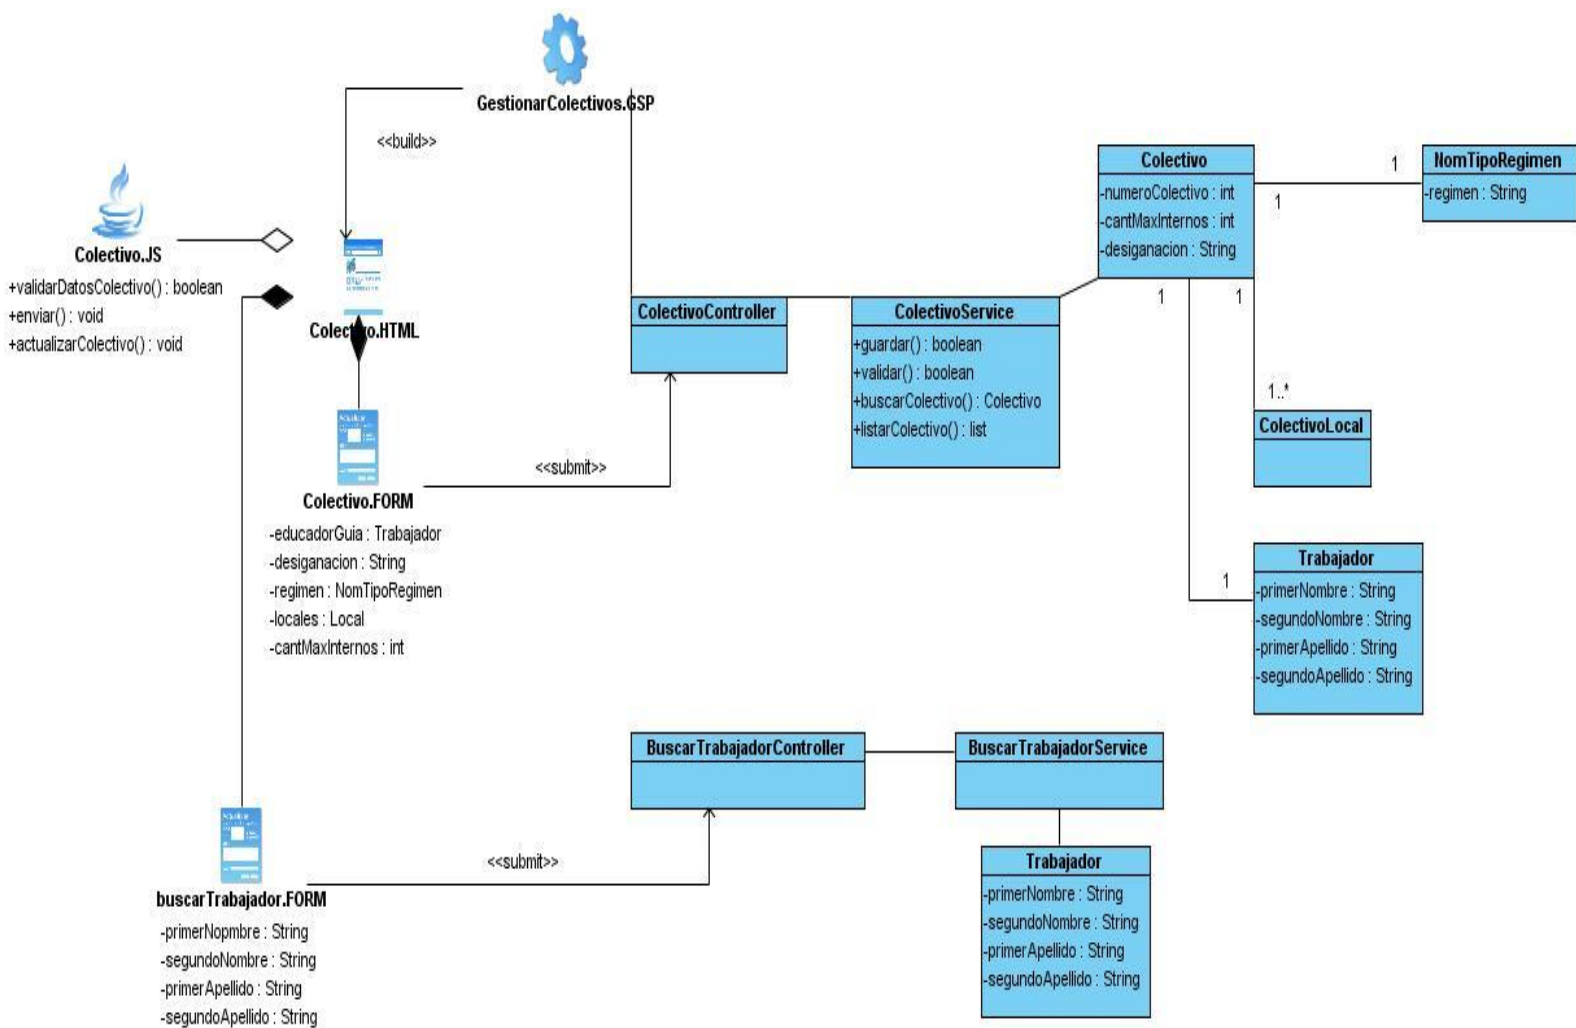 GestionarColectivos.GSP
<<build>>
Colectivo.JS
+validarDatosColectivo() : boolean
+enviar() : void
+actualizarColectivo() : void
Colectivo.HTML
Colectivo.FORM
-educadorGuia : Trabajador
-desiganacion : String
-regimen : NomTipoRegimen
-locales : Local
-cantMaxInternos : int
<<submit>>
ColectivoController
ColectivoService
+guardar() : boolean
+validar() : boolean
+buscarColectivo() : Colectivo
+listarColectivo() : list
Colectivo
-numeroColectivo : int
-cantMaxInternos : int
-desiganacion : String
1
1
NomTipoRegimen
-regimen : String
1
1
1..*
ColectivoLocal
1
Trabajador
-primerNombre : String
-segundoNombre : String
-primerApellido : String
-segundoApellido : String
BuscarTrabajadorController
BuscarTrabajadorService
Trabajador
-primerNombre : String
-segundoNombre : String
-primerApellido : String
-segundoApellido : String
<<submit>>
buscarTrabajador.FORM
-primerNopmbre : String
-segundoNombre : String
-primerApellido : String
-segundoApellido : String